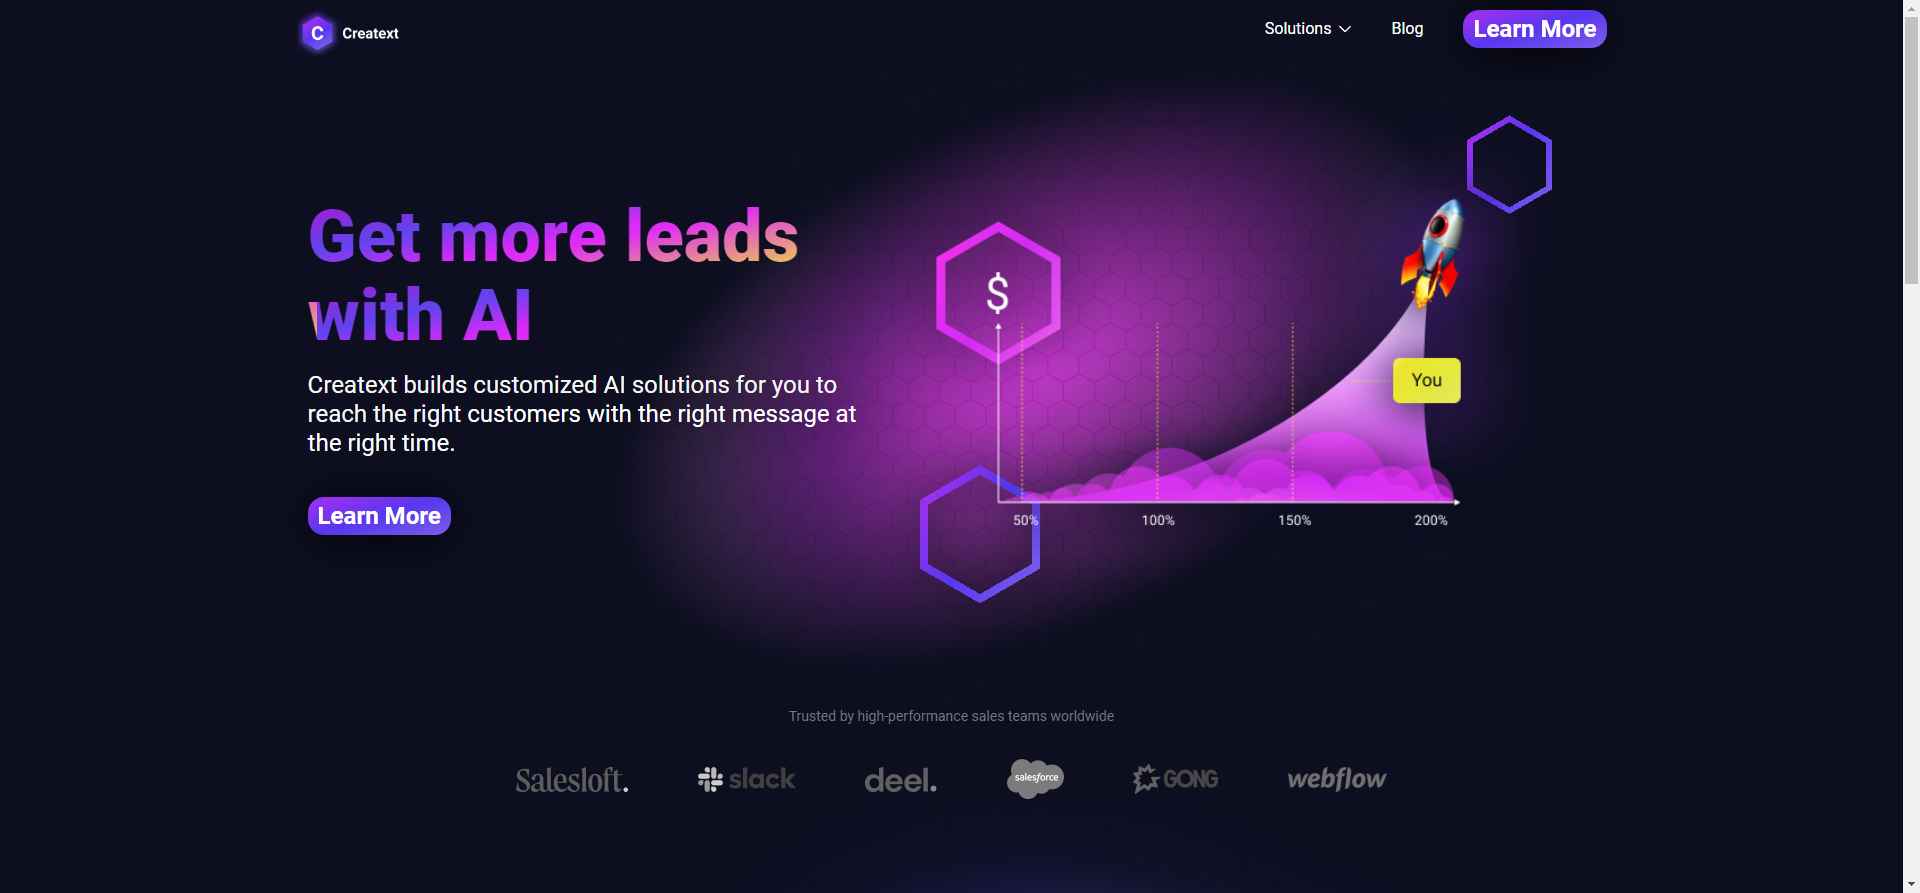 C Creatext
Solutions
Blog
Learn More
Get more leads
with AI
Creatext builds customized AI solutions for you to
reach the right customers with the right message at
the right time.
Learn More
$
You
50%
100%
150%
200%
Trusted by high-performance sales teams worldwide
Salesloft.
slack
deel.
salesforce
GONG
webflow